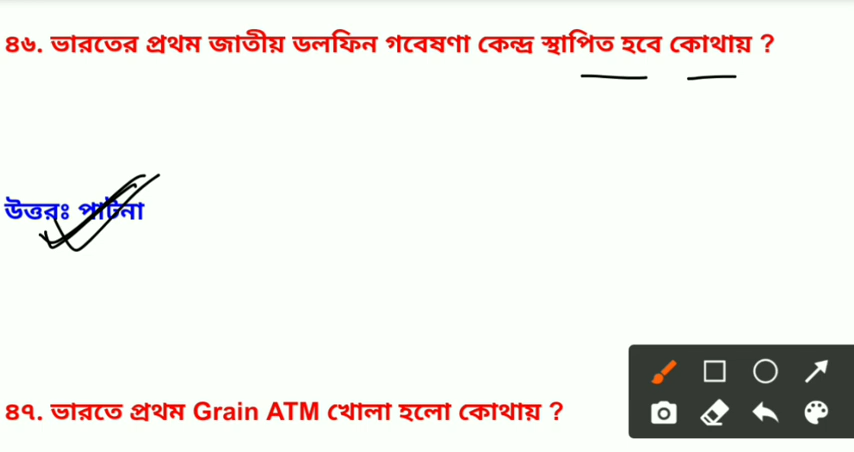 ৪৬. ভারতের প্রথম জাতীয় ডলফিন গবেষণা কেন্দ্র স্থাপিত হবে কোথায় ?
উত্তরঃ পাটনা
৪৭. ভারতে প্রথম Grain ATM খোলা হলো কোথায় ?